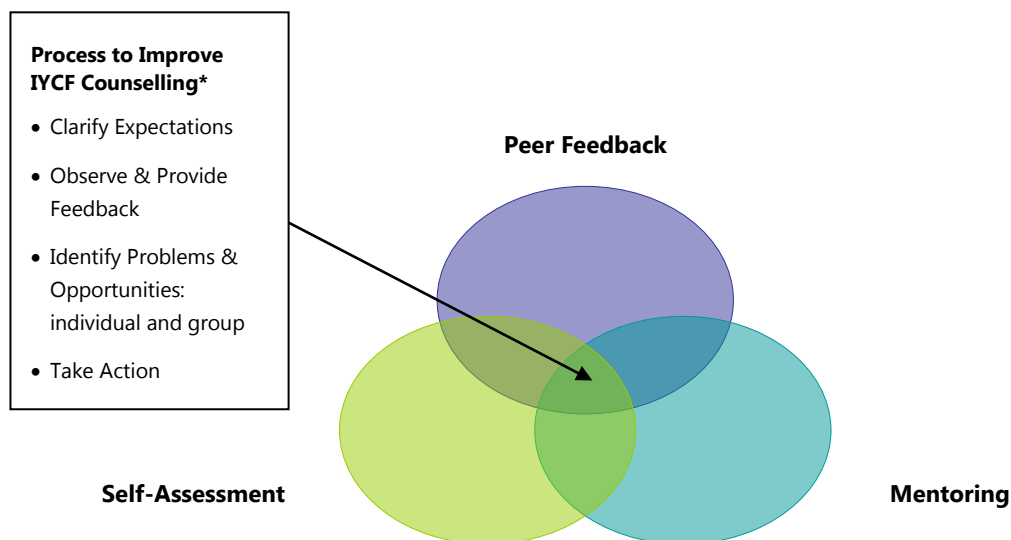 Process to Improve
IYCF Counselling*
• Clarify Expectations
• Observe & Provide
Feedback
• Identify Problems &
Opportunities:
individual and group
• Take Action
Peer Feedback
Self-Assessment
Mentoring